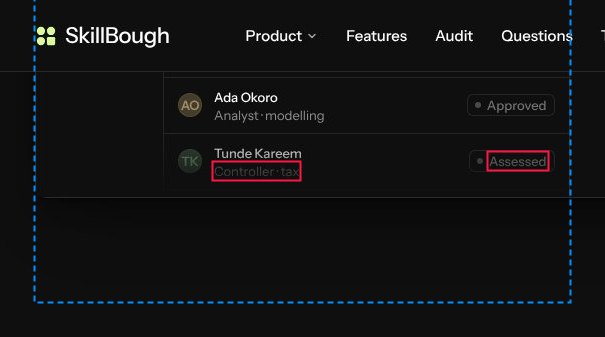 SkillBough Product Features Audit Questions
AO Ada Okoro Approved
Analyst · modelling
TK Tunde Kareem Assessed
Controller · tax